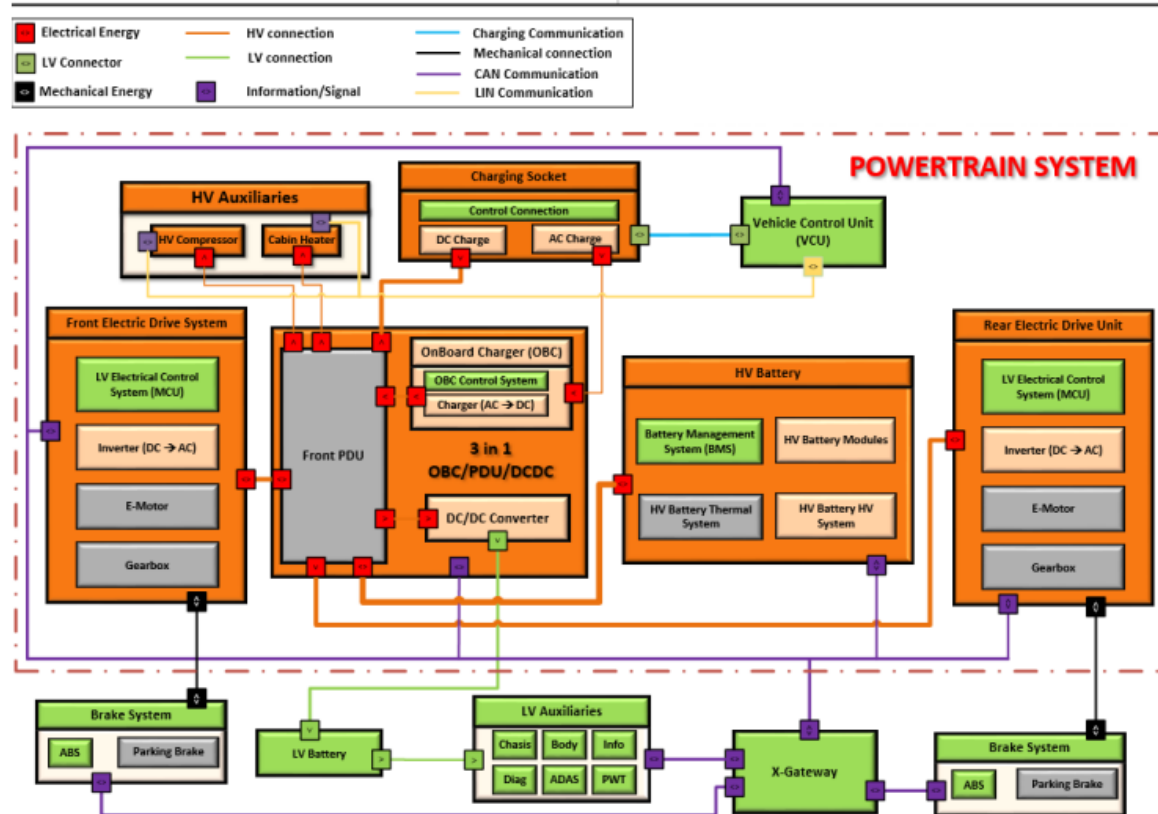 Electrical Energy
HV connection
Charging Communication
LV Connector
LV connection
Mechanical connection
CAN Communication
Mechanical Energy
Information/Signal
LIN Communication
POWERTRAIN SYSTEM
HV Auxiliaries
HV Compressor
Cabin Heater
Charging Socket
Control Connection
DC Charge
AC Charge
Vehicle Control Unit
(VCU)
Front Electric Drive System
LV Electrical Control
System (MCU)
Inverter (DC → AC)
E-Motor
Gearbox
Front PDU
OnBoard Charger (OBC)
OBC Control System
Charger (AC → DC)
3 in 1
OBC/PDU/DCDC
DC/DC Converter
HV Battery
Battery Management
System (BMS)
HV Battery Modules
HV Battery Thermal
System
HV Battery HV
System
Rear Electric Drive Unit
LV Electrical Control
System (MCU)
Inverter (DC → AC)
E-Motor
Gearbox
Brake System
ABS
Parking Brake
LV Battery
LV Auxiliaries
Chasis
Body
Info
Diag
ADAS
PWT
X-Gateway
Brake System
ABS
Parking Brake